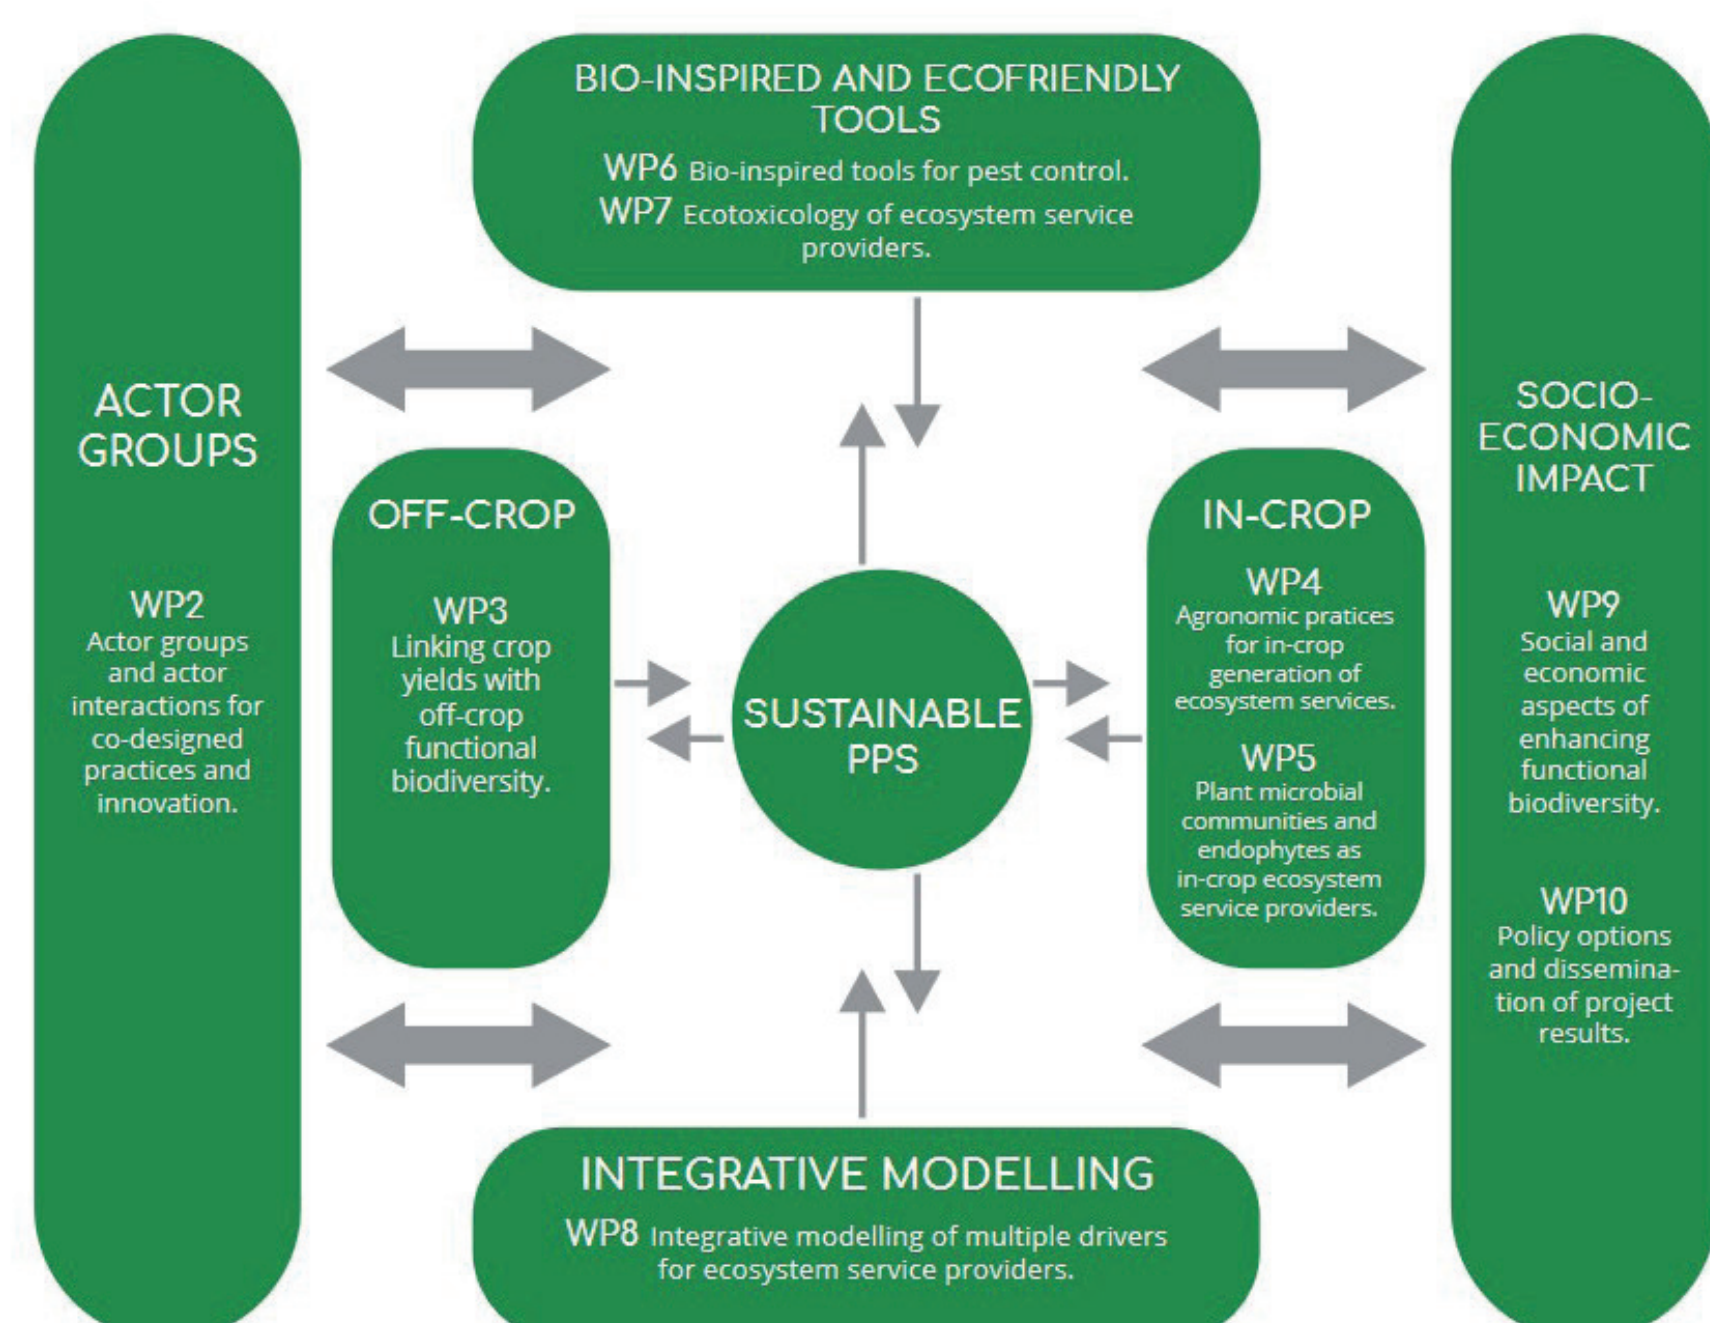 BIO-INSPIRED AND ECOFRIENDLY
TOOLS
WP6 Bio-inspired tools for pest control.
WP7 Ecotoxicology of ecosystem service
providers.
ACTOR
GROUPS
WP2
Actor groups
and actor
interactions for
co-designed
practices and
innovation.
OFF-CROP
WP3
Linking crop
yields with
off-crop
functional
biodiversity.
SUSTAINABLE
PPS
IN-CROP
WP4
Agronomic pratices
for in-crop
generation of
ecosystem services.
WP5
Plant microbial
communities and
endophytes as
in-crop ecosystem
service providers.
SOCIO-
ECONOMIC
IMPACT
WP9
Social and
economic
aspects of
enhancing
functional
biodiversity.
WP10
Policy options
and dissemina-
tion of project
results.
INTEGRATIVE MODELLING
WP8 Integrative modelling of multiple drivers
for ecosystem service providers.